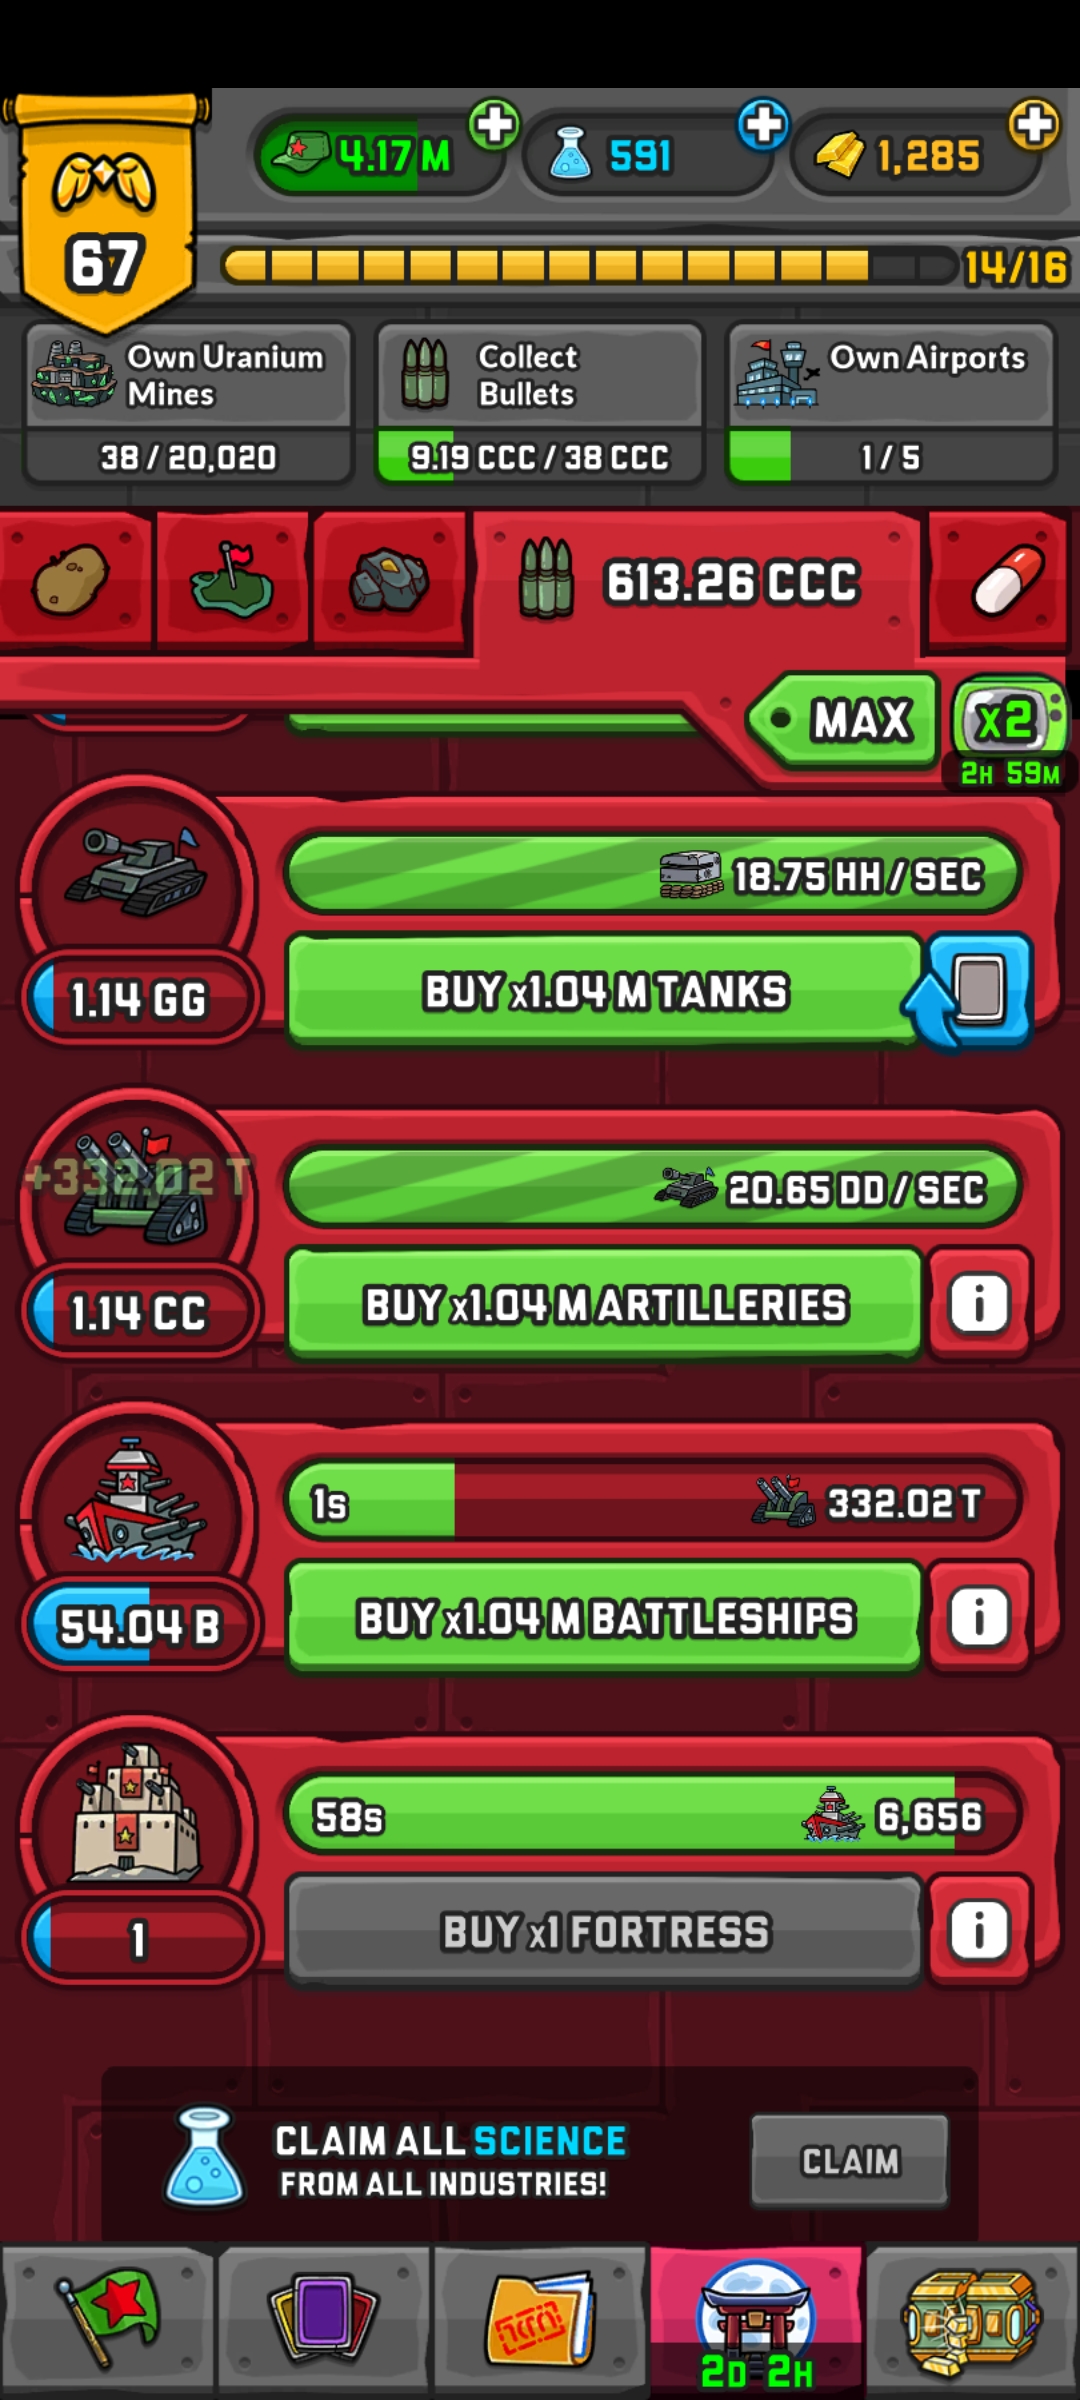 4.17 M
591
1,285
67
14/16
Own Uranium
Mines
38 / 20,020
Collect
Bullets
9.19 CCC / 38 CCC
Own Airports
1 / 5
613.26 CCC
MAX
x2
2H 59M
18.75 HH / SEC
1.14 GG
BUY x1.04 M TANKS
+332.02 T
20.65 DD / SEC
1.14 CC
BUY x1.04 M ARTILLERIES
i
1s
332.02 T
54.04 B
BUY x1.04 M BATTLESHIPS
i
58s
6,656
1
BUY x1 FORTRESS
i
CLAIM ALL SCIENCE
FROM ALL INDUSTRIES!
CLAIM
2D 2H